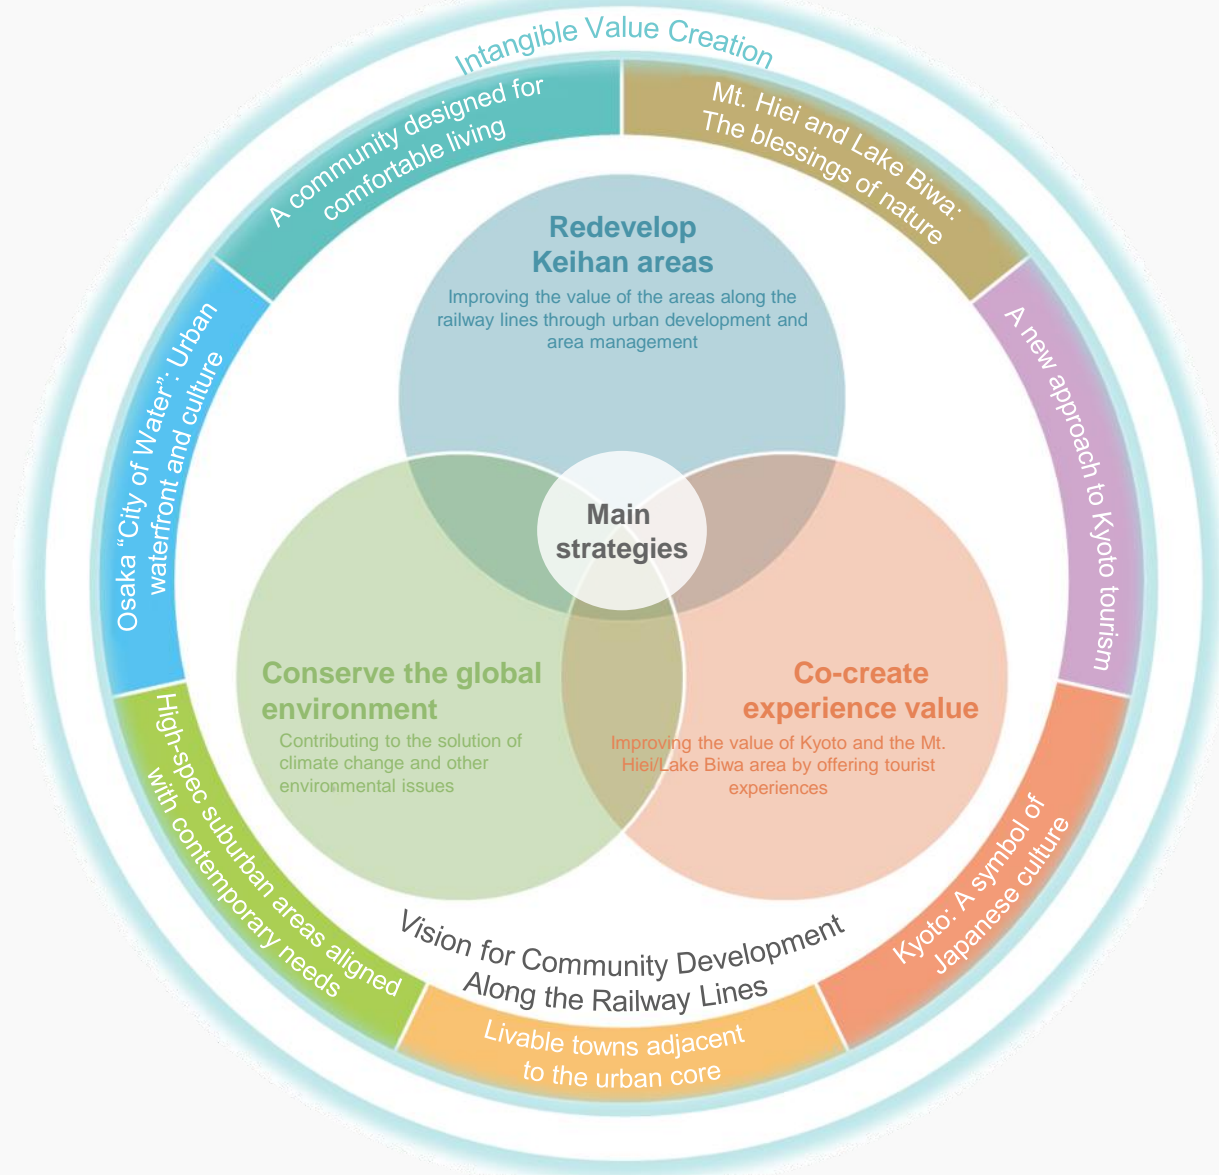 Intangible Value Creation
A community designed for
comfortable living
Mt. Hiei and Lake Biwa:
The blessings of nature
Redevelop
Keihan areas
Improving the value of the areas along the
railway lines through urban development and
area management
Osaka “City of Water”: Urban
waterfront and culture
A new approach to Kyoto tourism
Main
strategies
Conserve the global
environment
Contributing to the solution of
climate change and other
environmental issues
Co-create
experience value
Improving the value of Kyoto and the Mt.
Hiei/Lake Biwa area by offering tourist
experiences
High-spec suburban areas aligned
with contemporary needs
Kyoto: A symbol of
Japanese culture
Vision for Community Development
Along the Railway Lines
Livable towns adjacent
to the urban core